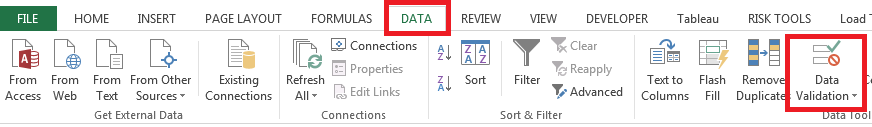 FILE HOME INSERT PAGE LAYOUT FORMULAS DATA REVIEW VIEW DEVELOPER Tableau RISK TOOLS Load T
From Access
From Web
From Text
From Other Sources
Existing Connections
Get External Data
Refresh All
Connections
Properties
Edit Links
Connections
A Z
Z A
Z A A Z
Sort
Filter
Clear
Reapply
Advanced
Sort & Filter
Text to Columns
Flash Fill
Remove Duplicates
Data Validation
Data Tool